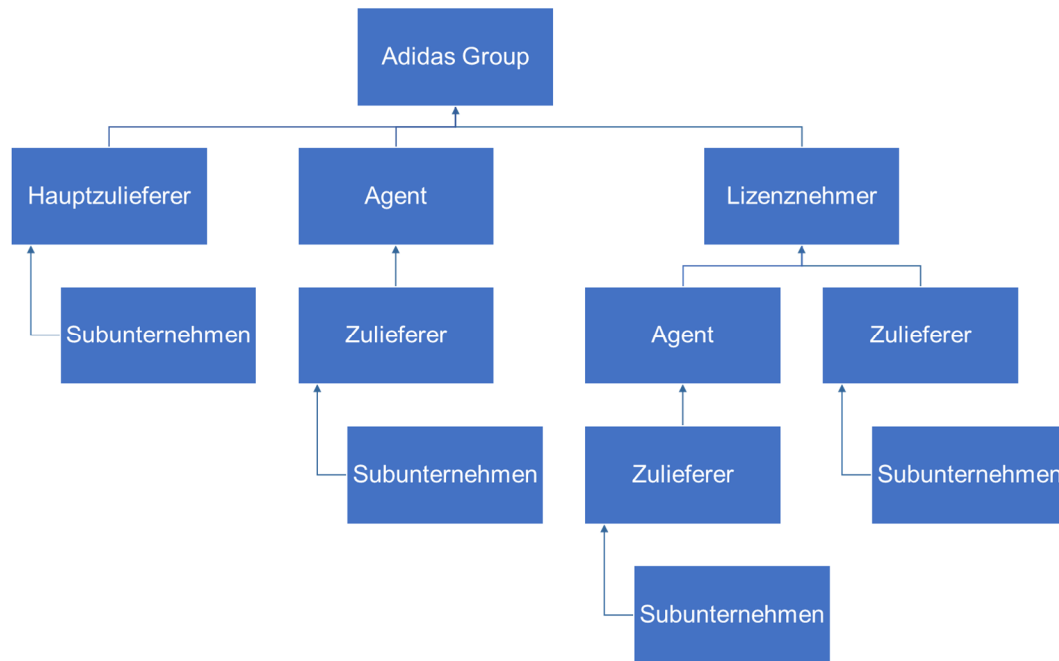 Adidas Group
Hauptzulieferer
Agent
Lizenznehmer
Subunternehmen
Zulieferer
Agent
Zulieferer
Subunternehmen
Zulieferer
Subunternehmen
Subunternehmen